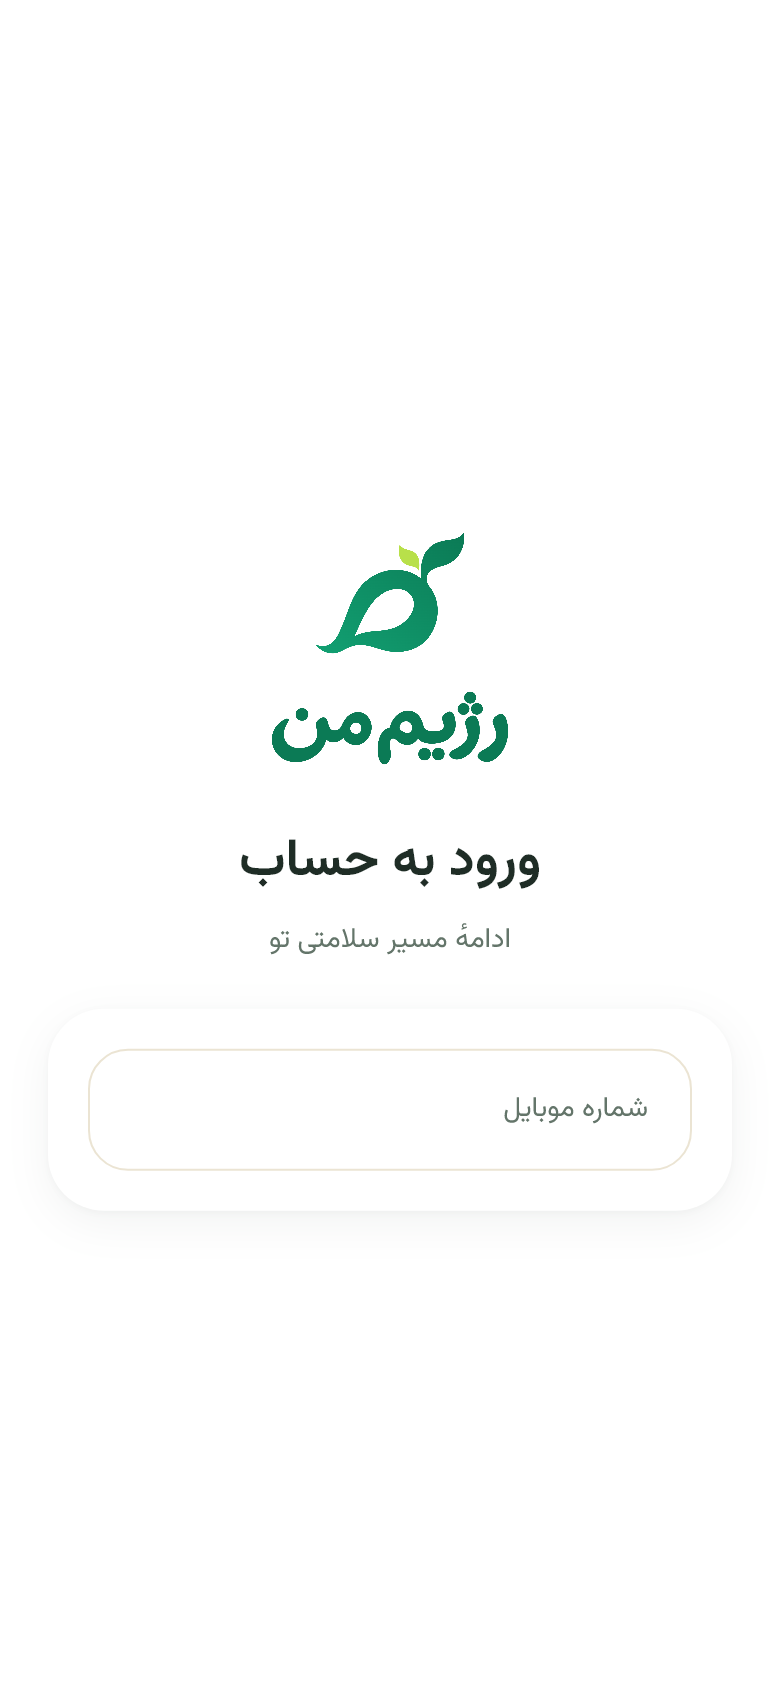 رژیم من
ورود به حساب
ادامهٔ مسیر سلامتی تو
شماره موبایل